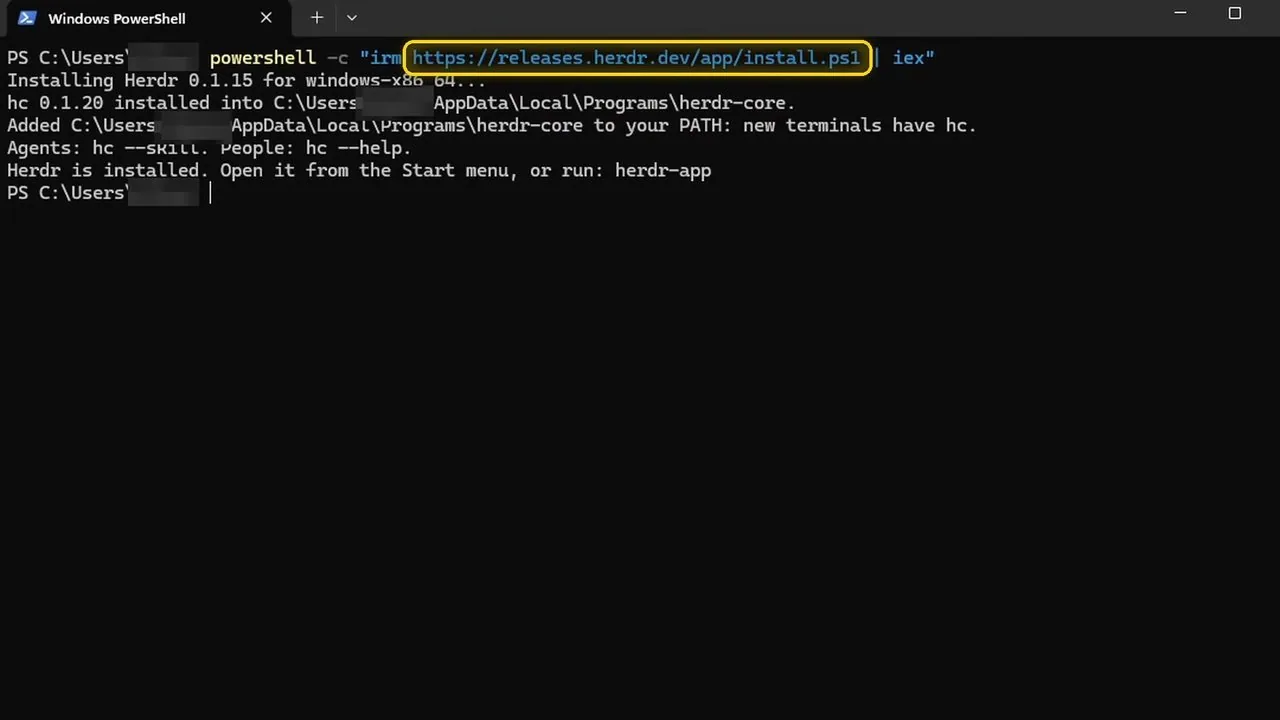 Windows PowerShell
PS C:\Users\ powershell -c "irm https://releases.herdr.dev/app/install.ps1 | iex"
Installing Herdr 0.1.15 for windows-x86_64...
hc 0.1.20 installed into C:\Users AppData\Local\Programs\herdr-core.
Added C:\Users AppData\Local\Programs\herdr-core to your PATH: new terminals have hc.
Agents: hc --skill. People: hc --help.
Herdr is installed. Open it from the Start menu, or run: herdr-app
PS C:\Users\